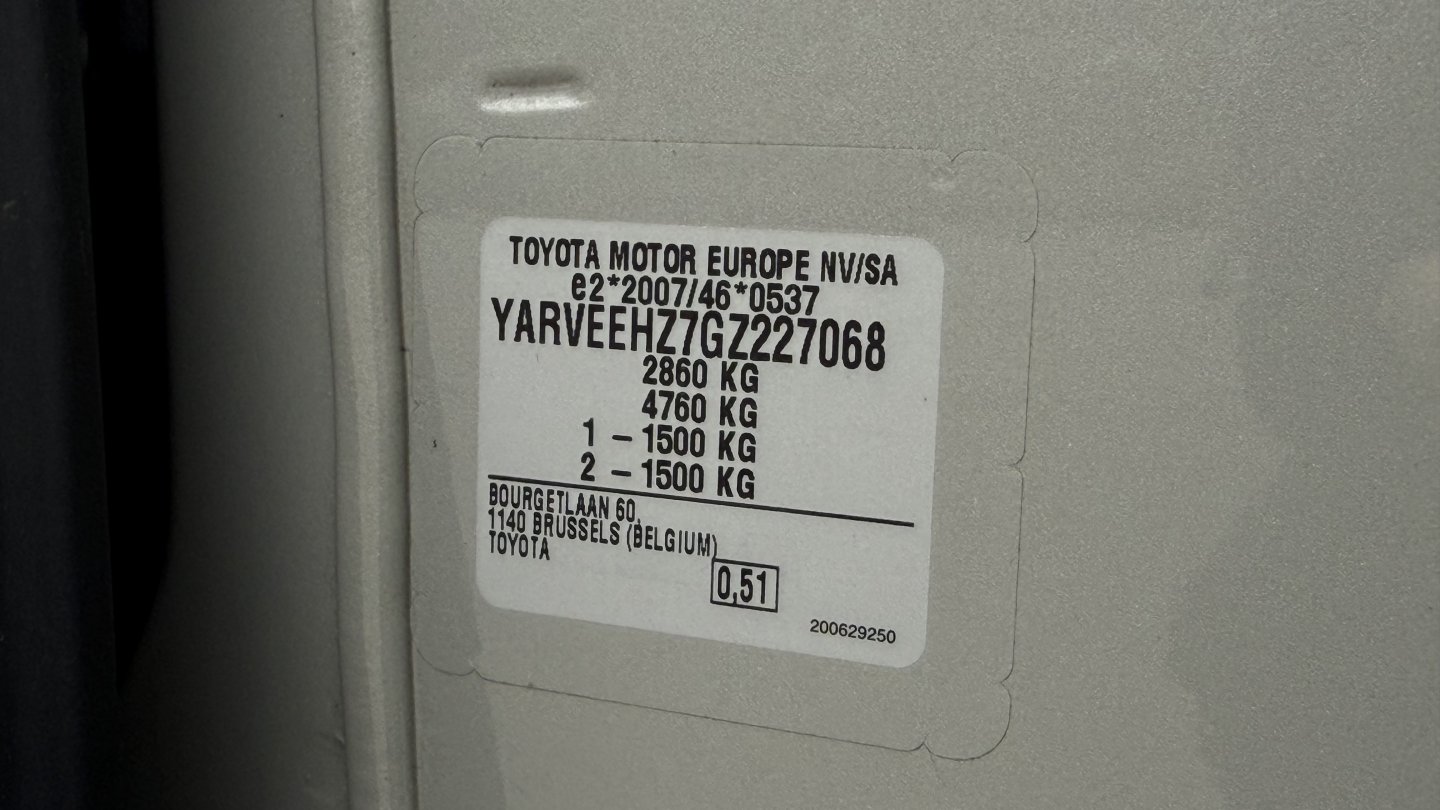 TOYOTA MOTOR EUROPE NV/SA
e2*2007/46*0537
YARVEEHZ7GZ227068
2860 KG
4760 KG
1 – 1500 KG
2 – 1500 KG
BOURGETLAAN 60,
1140 BRUSSELS (BELGIUM)
TOYOTA
0,51
200629250